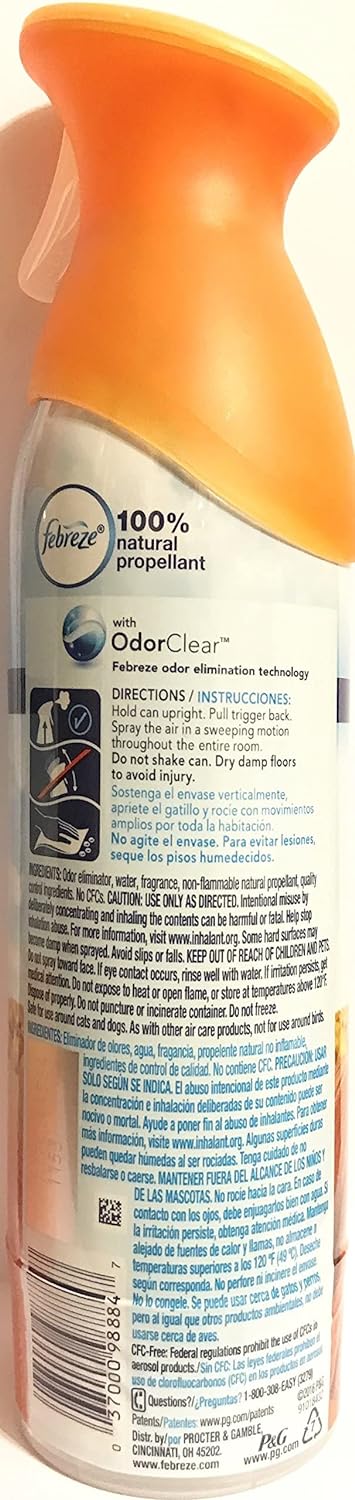 febreze®
100%
natural
propellant
with
OdorClear™
Febreze odor elimination technology
DIRECTIONS / INSTRUCCIONES:
Hold can upright. Pull trigger back.
Spray the air in a sweeping motion
throughout the entire room.
Do not shake can. Dry damp floors
to avoid injury.
Sostenga el envase verticalmente,
apriete el gatillo y rocíe con movimientos
amplios por toda la habitación.
No agite el envase. Para evitar lesiones,
seque los pisos humedecidos.
INGREDIENTS: Odor eliminator, water, fragrance, non-flammable natural propellant, quality
control ingredients. No CFCs. CAUTION: USE ONLY AS DIRECTED. Intentional misuse by
deliberately concentrating and inhaling the contents can be harmful or fatal. Help stop
inhalation abuse. For more information, visit www.inhalant.org. Some hard surfaces may
become damp when sprayed. Avoid slips or falls. KEEP OUT OF REACH OF CHILDREN AND PETS.
Do not spray toward face. If eye contact occurs, rinse well with water. If irritation persists, get
medical attention. Do not expose to heat or open flame, or store at temperatures above 120°F.
Dispose of properly. Do not puncture or incinerate container. Do not freeze.
Safe for use around cats and dogs. As with other air care products, not for use around birds.
INGREDIENTES: Eliminador de olores, agua, fragancia, propelente natural no inflamable,
ingredientes de control de calidad. No contiene CFC. PRECAUCIÓN: USAR
SÓLO SEGÚN SE INDICA. El abuso intencional de este producto mediante
la concentración e inhalación deliberadas de su contenido puede ser
nocivo o mortal. Ayude a poner fin al abuso de inhalantes. Para obtener
más información, visite www.inhalant.org. Algunas superficies duras
pueden quedar húmedas al ser rociadas. Tenga cuidado de no
resbalarse o caerse. MANTENER FUERA DEL ALCANCE DE LOS NIÑOS Y
DE LAS MASCOTAS. No rocíe hacia la cara. En caso de
contacto con los ojos, debe enjuagarlos bien con agua. Si
la irritación persiste, obtenga atención médica. Mantenga
alejado de fuentes de calor y llamas, no almacene a
temperaturas superiores a los 120 °F (49 °C). Deseche
según corresponda. No perfore ni incinere el envase.
No lo congele. Se puede usar cerca de gatos y perros,
pero al igual que otros productos ambientales, no debe
usarse cerca de aves.
CFC-Free: Federal regulations prohibit the use of CFCs in
aerosol products./Sin CFC: Las leyes federales prohíben el
uso de clorofluocarbonos (CFC) en los productos en aerosol
Questions?/¿Preguntas? 1-800-308-EASY (3279)
Patents/Patentes: www.pg.com/patents
Distr. by/por PROCTER & GAMBLE,
CINCINNATI, OH 45202.
www.febreze.com
P&G
www.pg.com
©2016 P&G
0 37000 98884 7